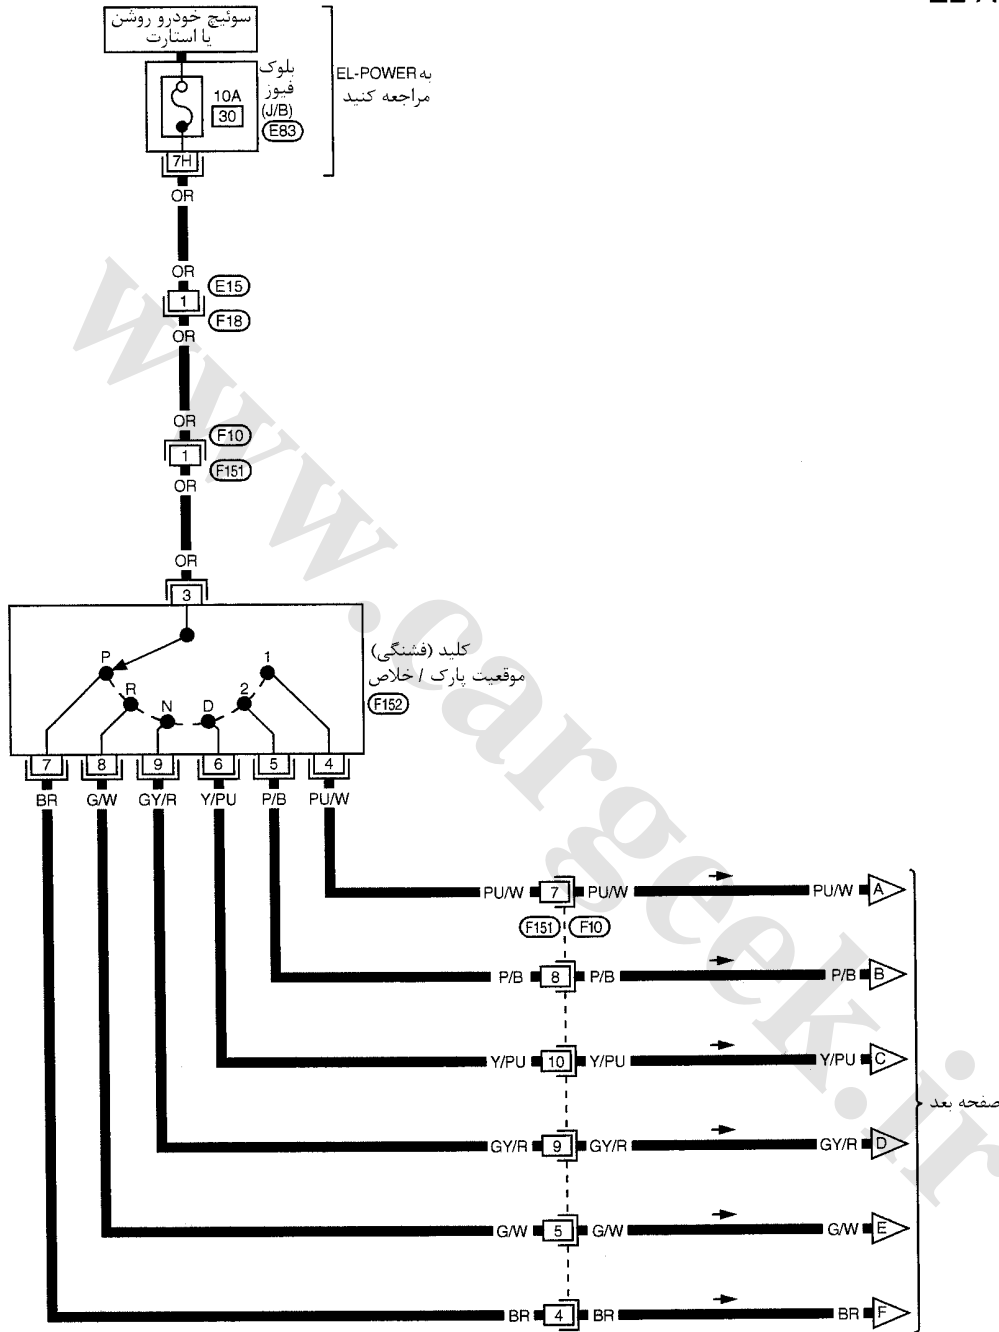 سوئیچ خودرو روشن
یا استارت
بلوک
فیوز
(J/B)
E83
10A
30
به EL-POWER
مراجعه کنید
7H
OR
OR
E15
1
F18
OR
OR
F10
1
F151
OR
OR
3
کلید (فشنگی)
موقعیت پارک / خلاص
F152
P
R
N
D
2
1
7
8
9
6
5
4
BR
G/W
GY/R
Y/PU
P/B
PU/W
PU/W
7
PU/W
PU/W
A
F151
F10
P/B
8
P/B
P/B
B
Y/PU
10
Y/PU
Y/PU
C
صفحه بعد
GY/R
9
GY/R
GY/R
D
G/W
5
G/W
G/W
E
BR
4
BR
BR
F
www.cargeek.ir